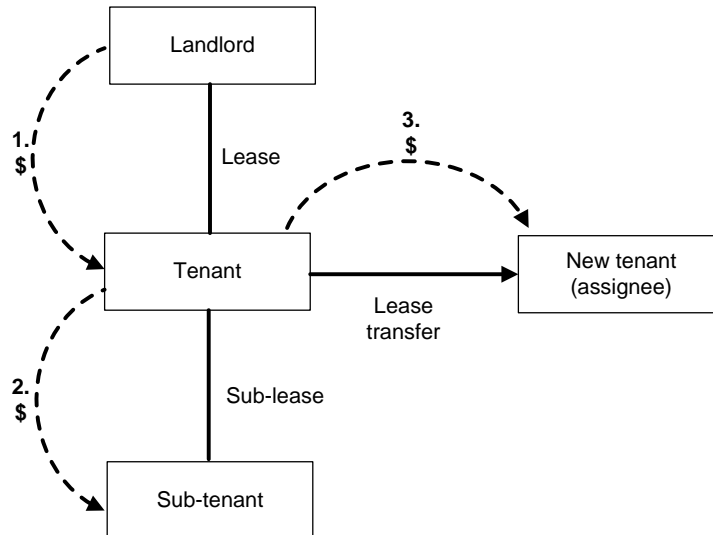 Landlord
1.
$
Lease
3.
$
Tenant
New tenant
(assignee)
Lease
transfer
2.
$
Sub-lease
Sub-tenant